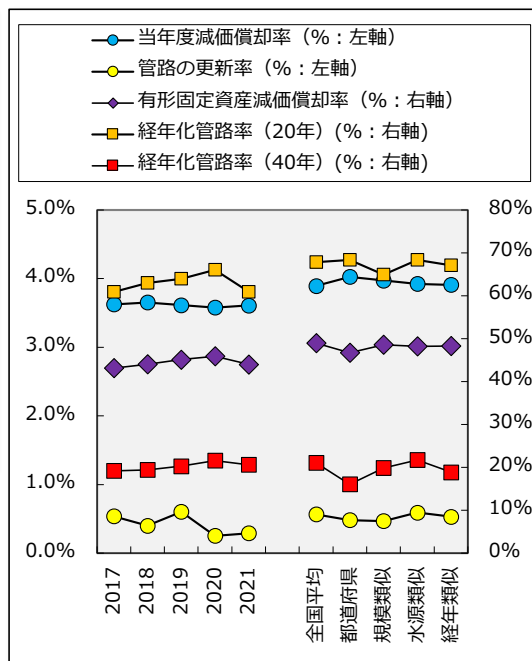 当年度減価償却率（%：左軸）
管路の更新率（%：左軸）
有形固定資産減価償却率（%：右軸）
経年化管路率（20年）(%：右軸)
経年化管路率（40年）(%：右軸)
5.0%
4.0%
3.0%
2.0%
1.0%
0.0%
80%
70%
60%
50%
40%
30%
20%
10%
0%
2017
2018
2019
2020
2021
全国平均
都道府県
規模類似
水源類似
経年類似